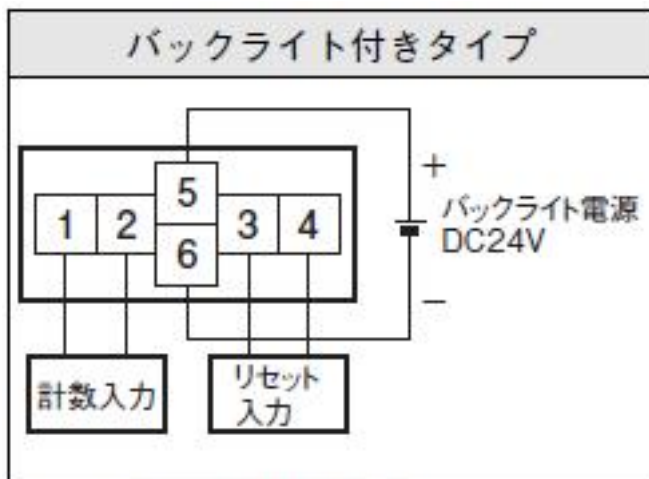 バックライト付きタイプ
5
+
1 2 3 4
バックライト電源
DC24V
6
−
計数入力
リセット
入力